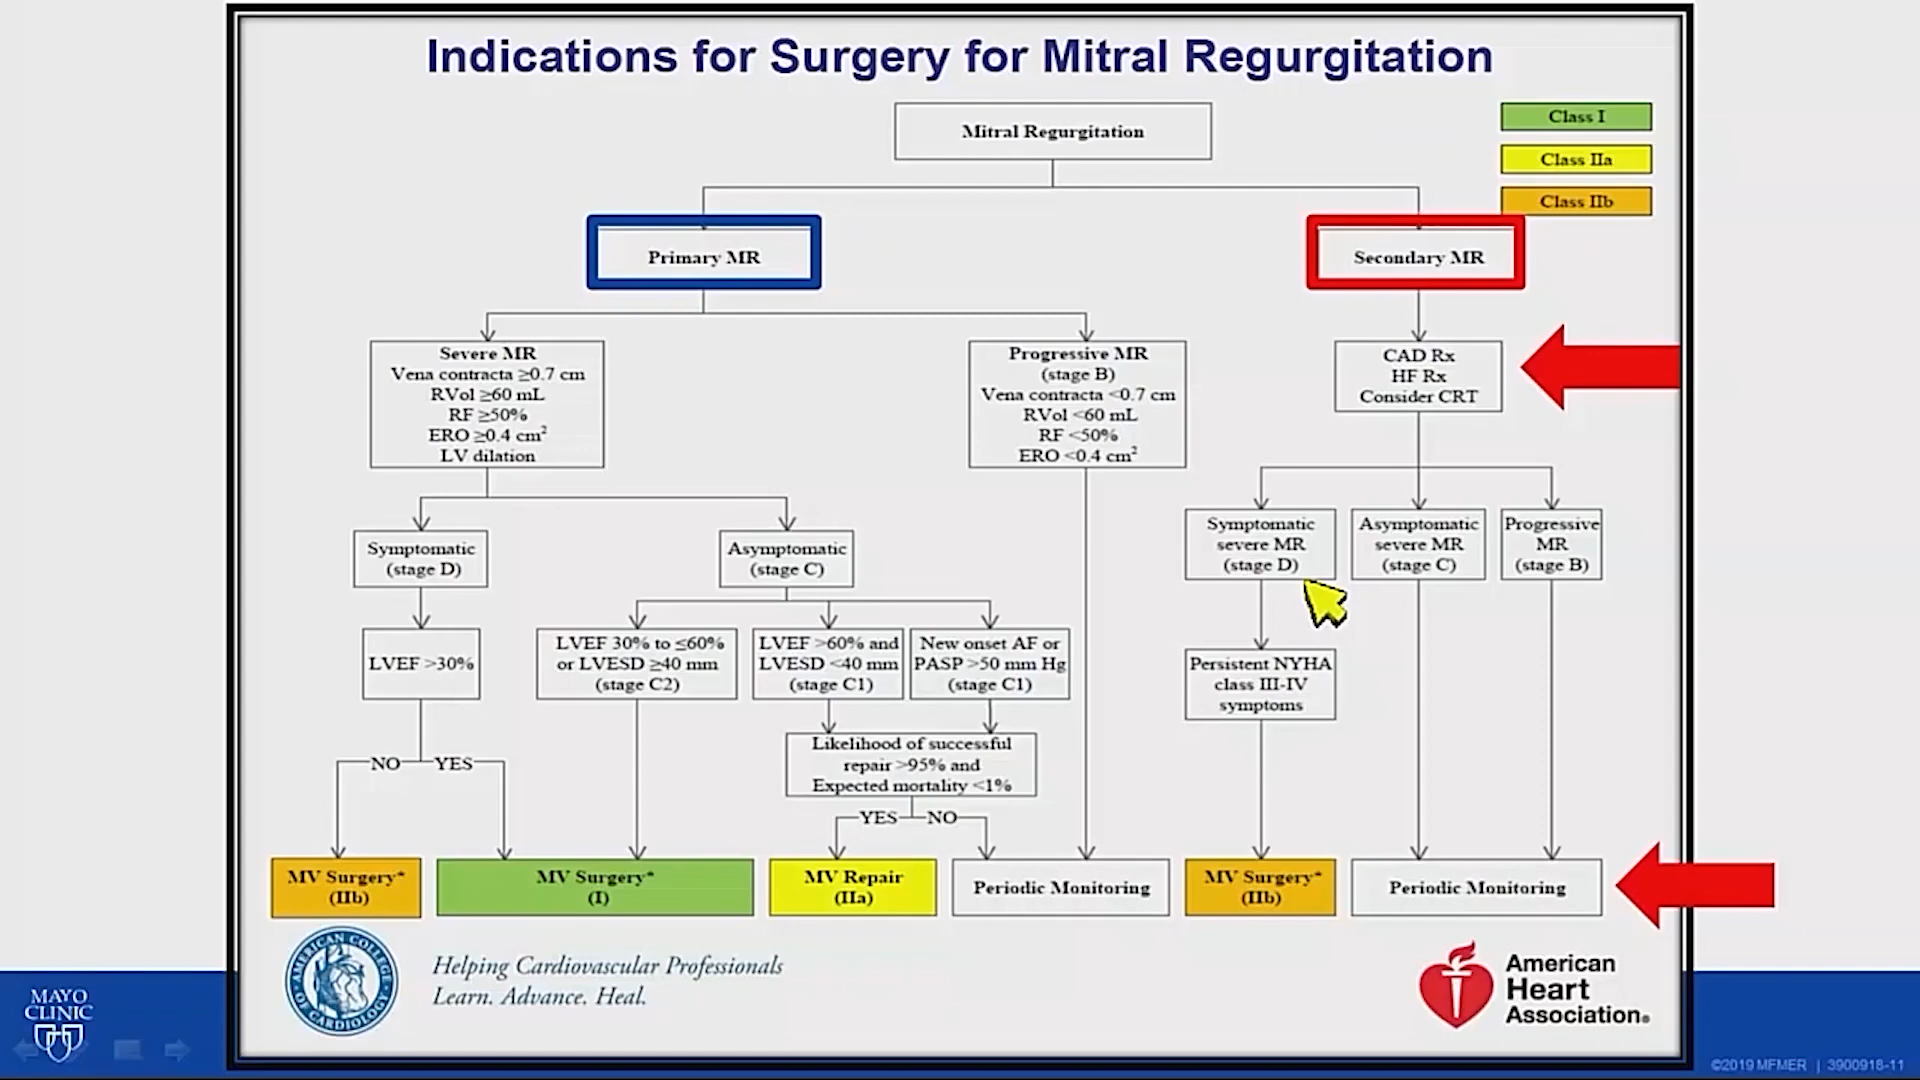 Indications for Surgery for Mitral Regurgitation
Mitral Regurgitation
Class I
Class IIa
Class IIb
Primary MR
Secondary MR
Severe MR
Vena contracta ≥0.7 cm
RVol ≥60 mL
RF ≥50%
ERO ≥0.4 cm²
LV dilation
Progressive MR
(stage B)
Vena contracta <0.7 cm
RVol <60 mL
RF <50%
ERO <0.4 cm²
CAD Rx
HF Rx
Consider CRT
Symptomatic
(stage D)
Asymptomatic
(stage C)
Symptomatic
severe MR
(stage D)
Asymptomatic
severe MR
(stage C)
Progressive
MR
(stage B)
LVEF >30%
LVEF 30% to ≤60%
or LVESD ≥40 mm
(stage C2)
LVEF >60% and
LVESD <40 mm
(stage C1)
New onset AF or
PASP >50 mm Hg
(stage C1)
Persistent NYHA
class III-IV
symptoms
Likelihood of successful
repair >95% and
Expected mortality <1%
NO
YES
YES
NO
MV Surgery*
(IIb)
MV Surgery*
(I)
MV Repair
(IIa)
Periodic Monitoring
MV Surgery*
(IIb)
Periodic Monitoring
AMERICAN COLLEGE
OF CARDIOLOGY
Helping Cardiovascular Professionals
Learn. Advance. Heal.
American
Heart
Association®
MAYO
CLINIC
©2019 MFMER | 3900918-11